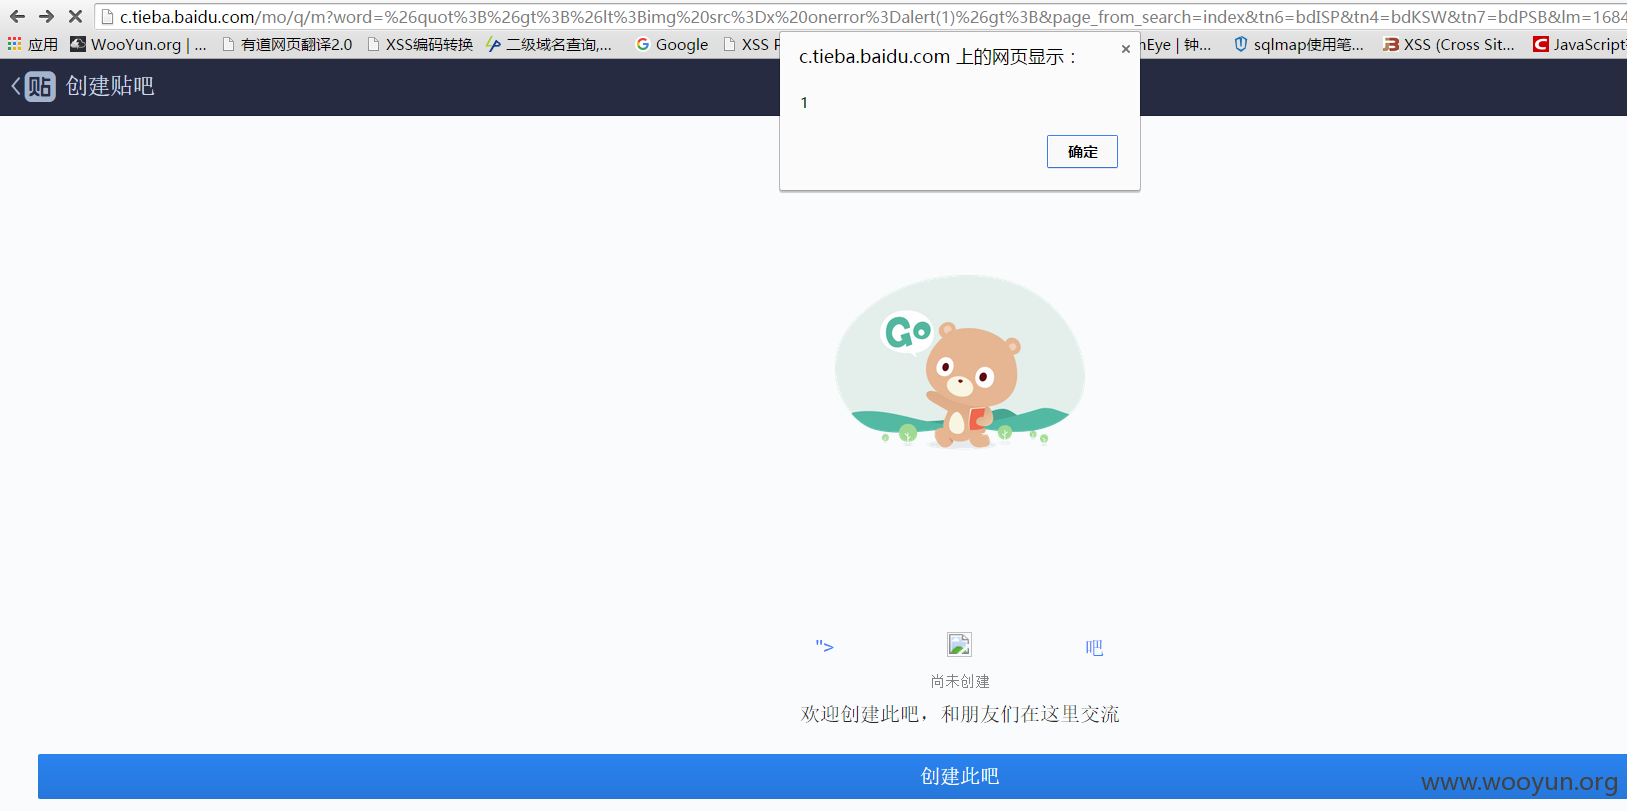 c.tieba.baidu.com/mo/q/m?word=%26quot%3B%26gt%3B%26lt%3Bimg%20src%3Dx%20onerror%3Dalert(1)%26gt%3B&page_from_search=index&tn6=bdISP&tn4=bdKSW&tn7=bdPSB&lm=1684
应用 WooYun.org | ... 有道网页翻译2.0 XSS编码转换 二级域名查询,... Google XSS nEye | 钟... sqlmap使用笔... XSS (Cross Sit... JavaScript
贴 创建贴吧
c.tieba.baidu.com 上的网页显示：
×
1
确定
Go
"> 吧
尚未创建
欢迎创建此吧，和朋友们在这里交流
创建此吧
www.wooyun.org